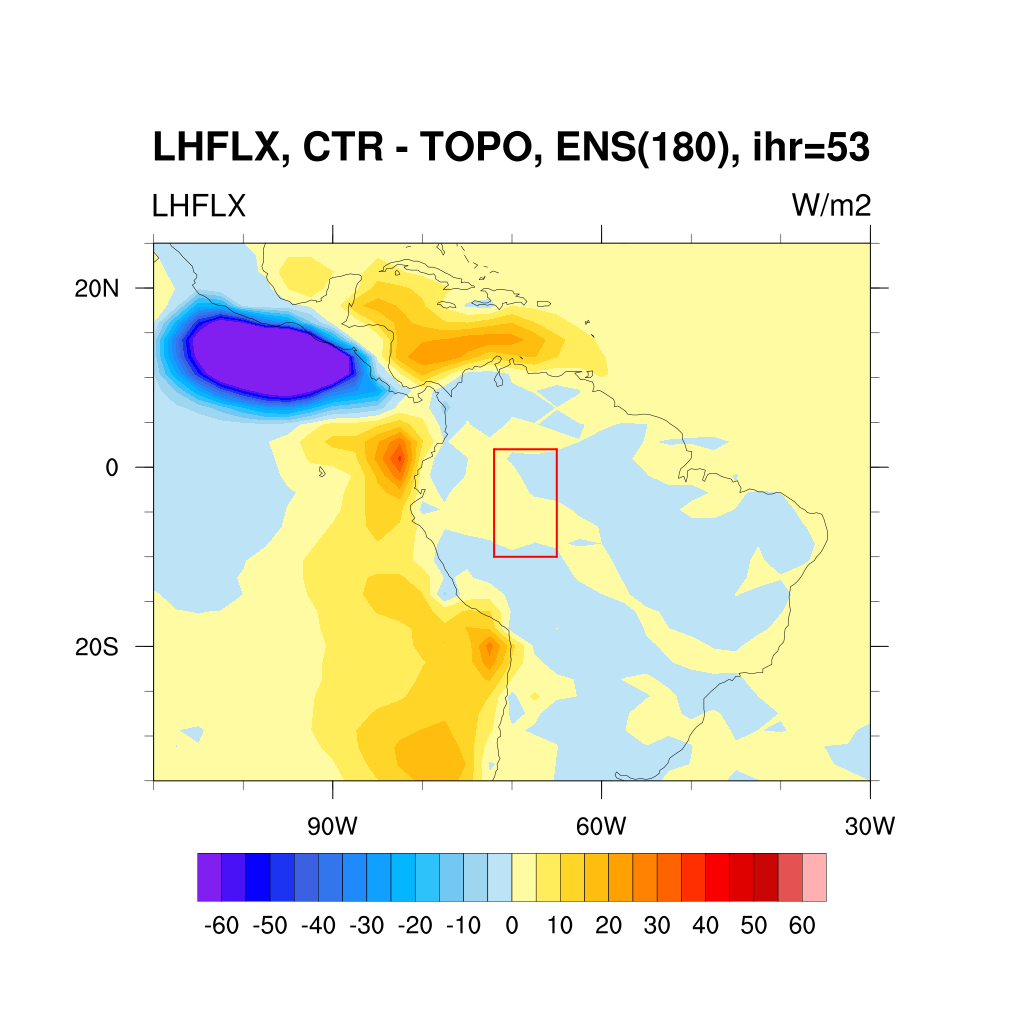 LHFLX, CTR - TOPO, ENS(180), ihr=53
LHFLX W/m2
20N
0
20S
90W 60W 30W
-60 -50 -40 -30 -20 -10 0 10 20 30 40 50 60